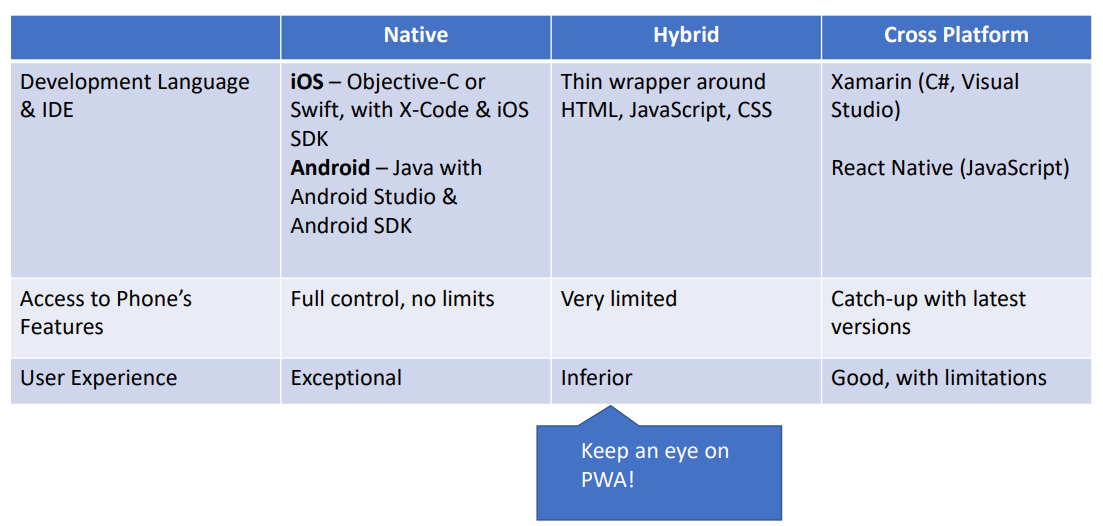 Native
Hybrid
Cross Platform
Development Language
& IDE
iOS – Objective-C or
Swift, with X-Code & iOS
SDK
Android – Java with
Android Studio &
Android SDK
Thin wrapper around
HTML, JavaScript, CSS
Xamarin (C#, Visual
Studio)
React Native (JavaScript)
Access to Phone’s
Features
Full control, no limits
Very limited
Catch-up with latest
versions
User Experience
Exceptional
Inferior
Good, with limitations
Keep an eye on
PWA!